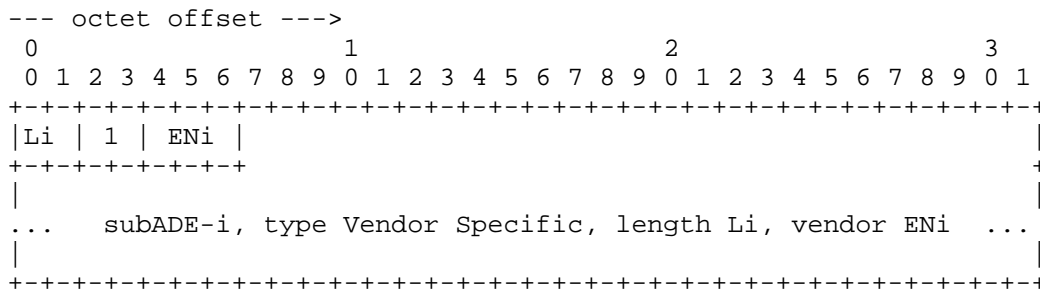 --- octet offset --->
 0                   1                   2                   3
 0 1 2 3 4 5 6 7 8 9 0 1 2 3 4 5 6 7 8 9 0 1 2 3 4 5 6 7 8 9 0 1
+-+-+-+-+-+-+-+-+-+-+-+-+-+-+-+-+-+-+-+-+-+-+-+-+-+-+-+-+-+-+-+-+
|Li | 1 | ENi |                                                 |
+-+-+-+-+-+-+-+                                                 +
|                                                               |
...   subADE-i, type Vendor Specific, length Li, vendor ENi  ...
|                                                               |
+-+-+-+-+-+-+-+-+-+-+-+-+-+-+-+-+-+-+-+-+-+-+-+-+-+-+-+-+-+-+-+-+